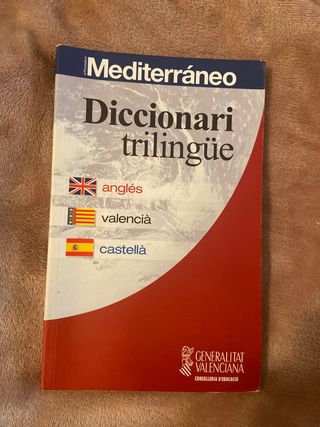 Mediterráneo
Diccionari
trilingüe
anglés
valencià
castellà
GENERALITAT
VALENCIANA
CONSELLERIA D'EDUCACIÓ